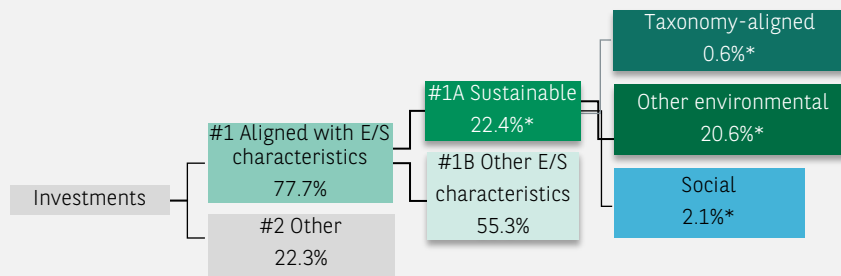 Investments
#1 Aligned with E/S
characteristics
77.7%
#2 Other
22.3%
#1A Sustainable
22.4%*
#1B Other E/S
characteristics
55.3%
Taxonomy-aligned
0.6%*
Other environmental
20.6%*
Social
2.1%*